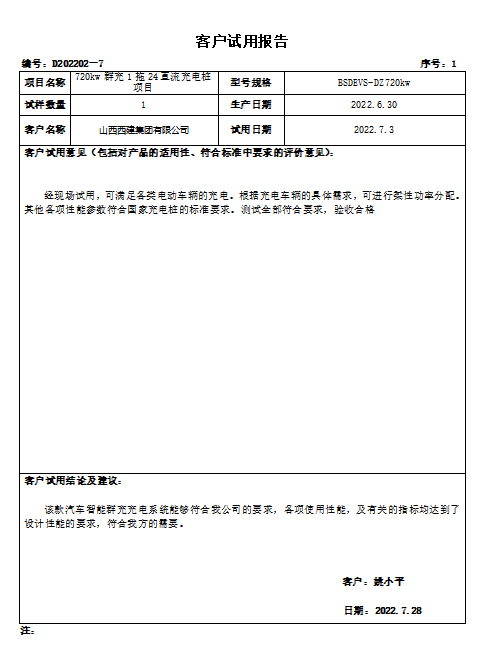 客户试用报告
编号：D202202—7 序号：1
项目名称 720kw 群充 1 拖 24 直流充电桩
项目 型号规格 BSDEVS-DZ720kw
试样数量 1 生产日期 2022.6.30
客户名称 山西西建集团有限公司 试用日期 2022.7.3
客户试用意见（包括对产品的适用性、符合标准中要求的评价意见）：
经现场试用，可满足各类电动车辆的充电。根据充电车辆的具体需求，可进行柔性功率分配。
其他各项性能参数符合国家充电桩的标准要求。测试全部符合要求，验收合格
客户试用结论及建议：
该款汽车智能群充充电系统能够符合我公司的要求，各项使用性能，及有关的指标均达到了
设计性能的要求，符合我方的需要。
客户：姚小平
日期：2022.7.28
注：